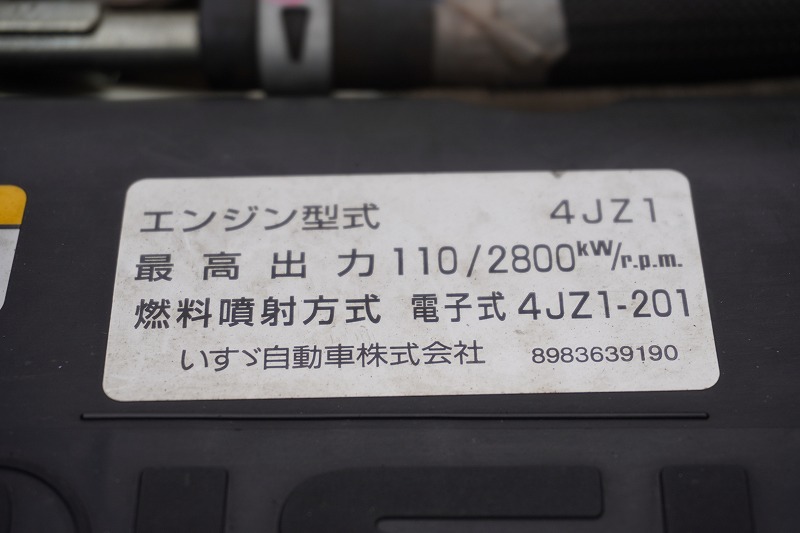 エンジン型式 4JZ1
最高出力 110/2800kW/r.p.m.
燃料噴射方式 電子式 4JZ1-201
いすゞ自動車株式会社 8983639190